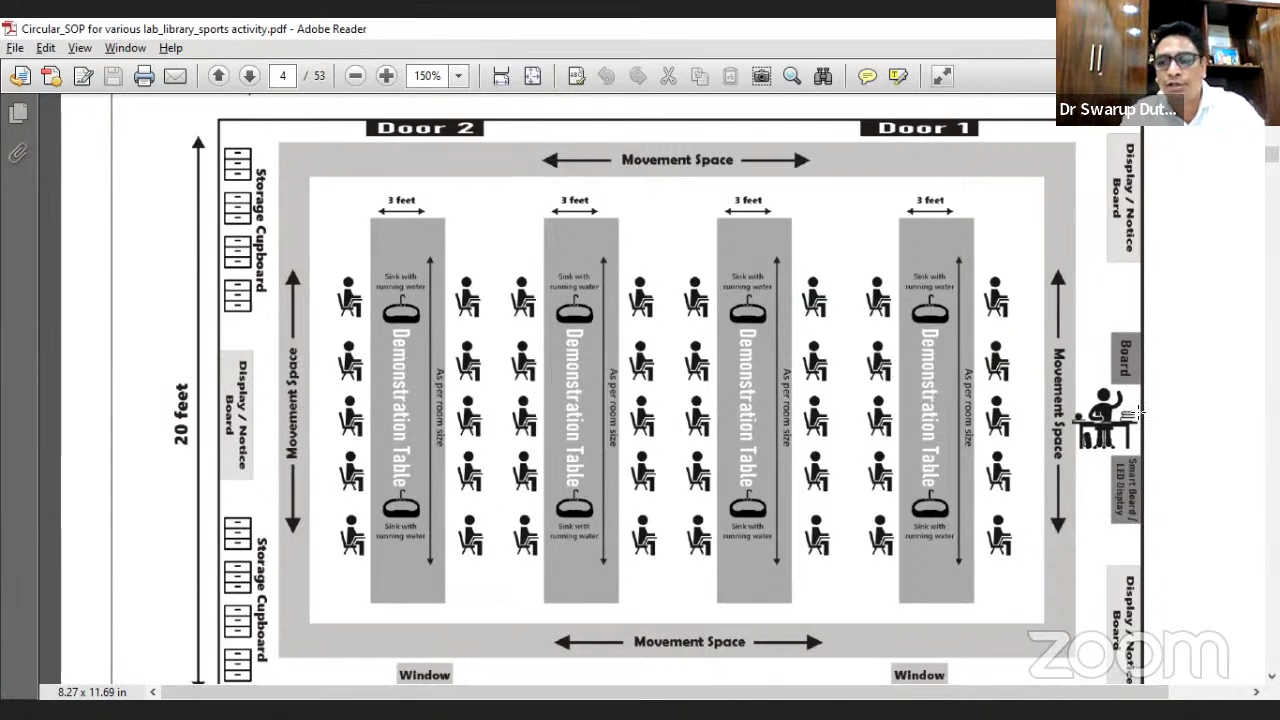 Circular_SOP for various lab_library_sports activity.pdf - Adobe Reader
File Edit View Window Help
4 / 53
150%
Dr Swarup Dut...
Door 2
Door 1
Movement Space
Storage Cupboard
3 feet
3 feet
3 feet
3 feet
Display / Notice Board
Sink with
running water
Sink with
running water
Sink with
running water
Sink with
running water
20 feet
Display / Notice Board
Movement Space
Demonstration Table
As per room size
Demonstration Table
As per room size
Demonstration Table
As per room size
Demonstration Table
As per room size
Movement Space
Board
Smart Board /
LED Display
Sink with
running water
Sink with
running water
Sink with
running water
Sink with
running water
Storage Cupboard
Display / Notice Board
Movement Space
Window
Window
zoom
8.27 x 11.69 in